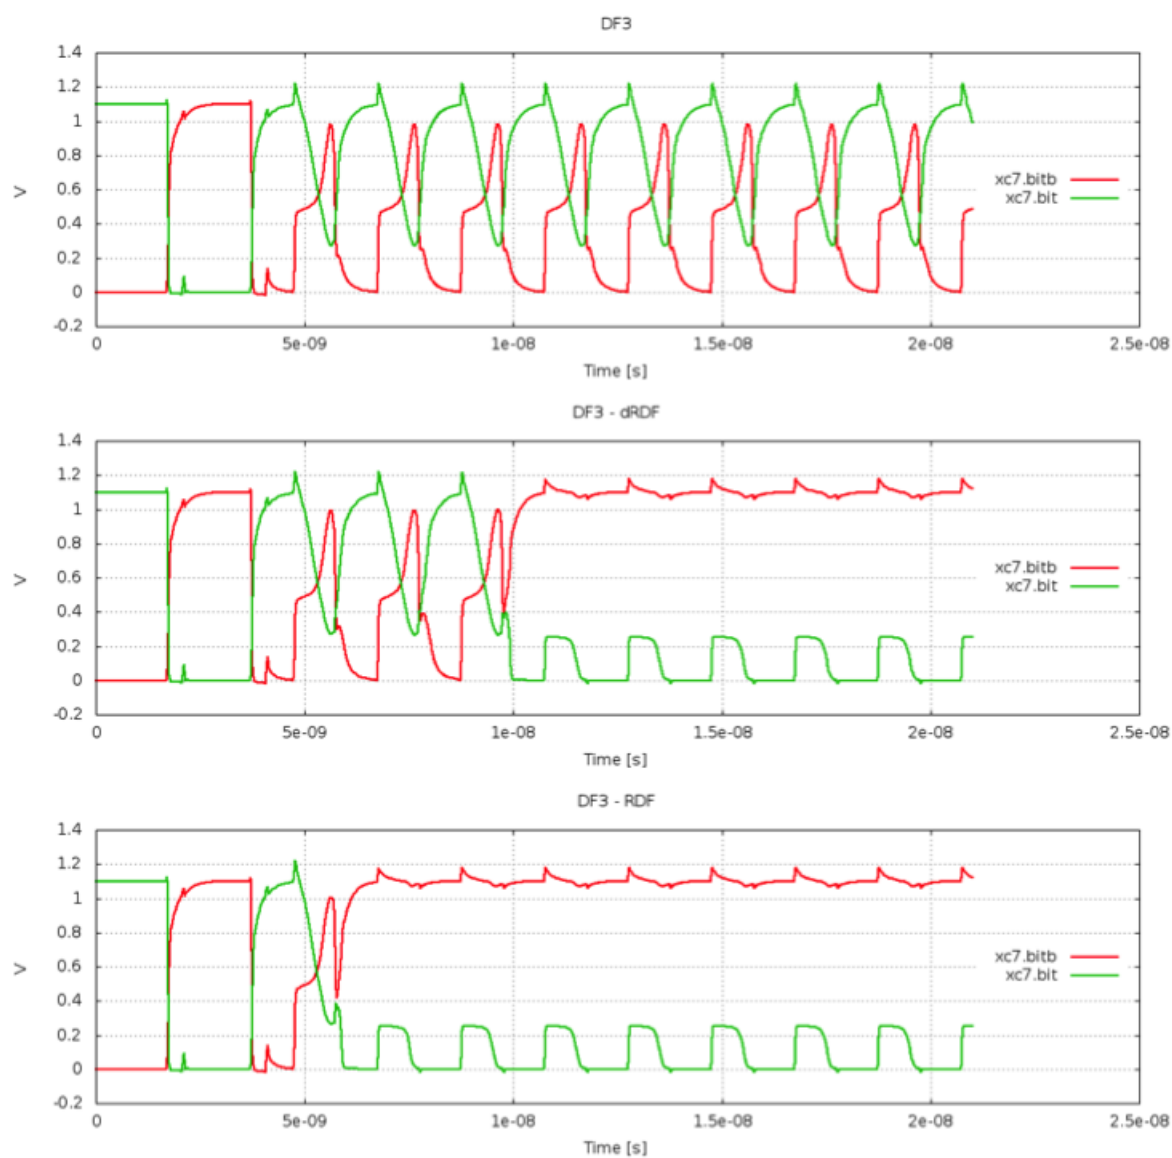 DF3
1.4
1.2
1
0.8
0.6
0.4
0.2
0
-0.2
V
xc7.bitb
xc7.bit
0
5e-09
1e-08
1.5e-08
2e-08
2.5e-08
Time [s]
DF3 - dRDF
1.4
1.2
1
0.8
0.6
0.4
0.2
0
-0.2
V
xc7.bitb
xc7.bit
0
5e-09
1e-08
1.5e-08
2e-08
2.5e-08
Time [s]
DF3 - RDF
1.4
1.2
1
0.8
0.6
0.4
0.2
0
-0.2
V
xc7.bitb
xc7.bit
0
5e-09
1e-08
1.5e-08
2e-08
2.5e-08
Time [s]